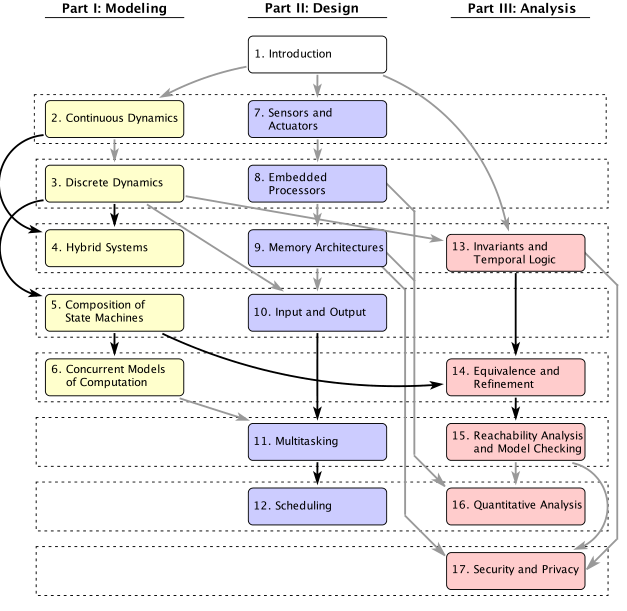 Part I: Modeling
Part II: Design
Part III: Analysis
1. Introduction
2. Continuous Dynamics
7. Sensors and
Actuators
3. Discrete Dynamics
8. Embedded
Processors
4. Hybrid Systems
9. Memory Architectures
13. Invariants and
Temporal Logic
5. Composition of
State Machines
10. Input and Output
6. Concurrent Models
of Computation
14. Equivalence and
Refinement
11. Multitasking
15. Reachability Analysis
and Model Checking
12. Scheduling
16. Quantitative Analysis
17. Security and Privacy